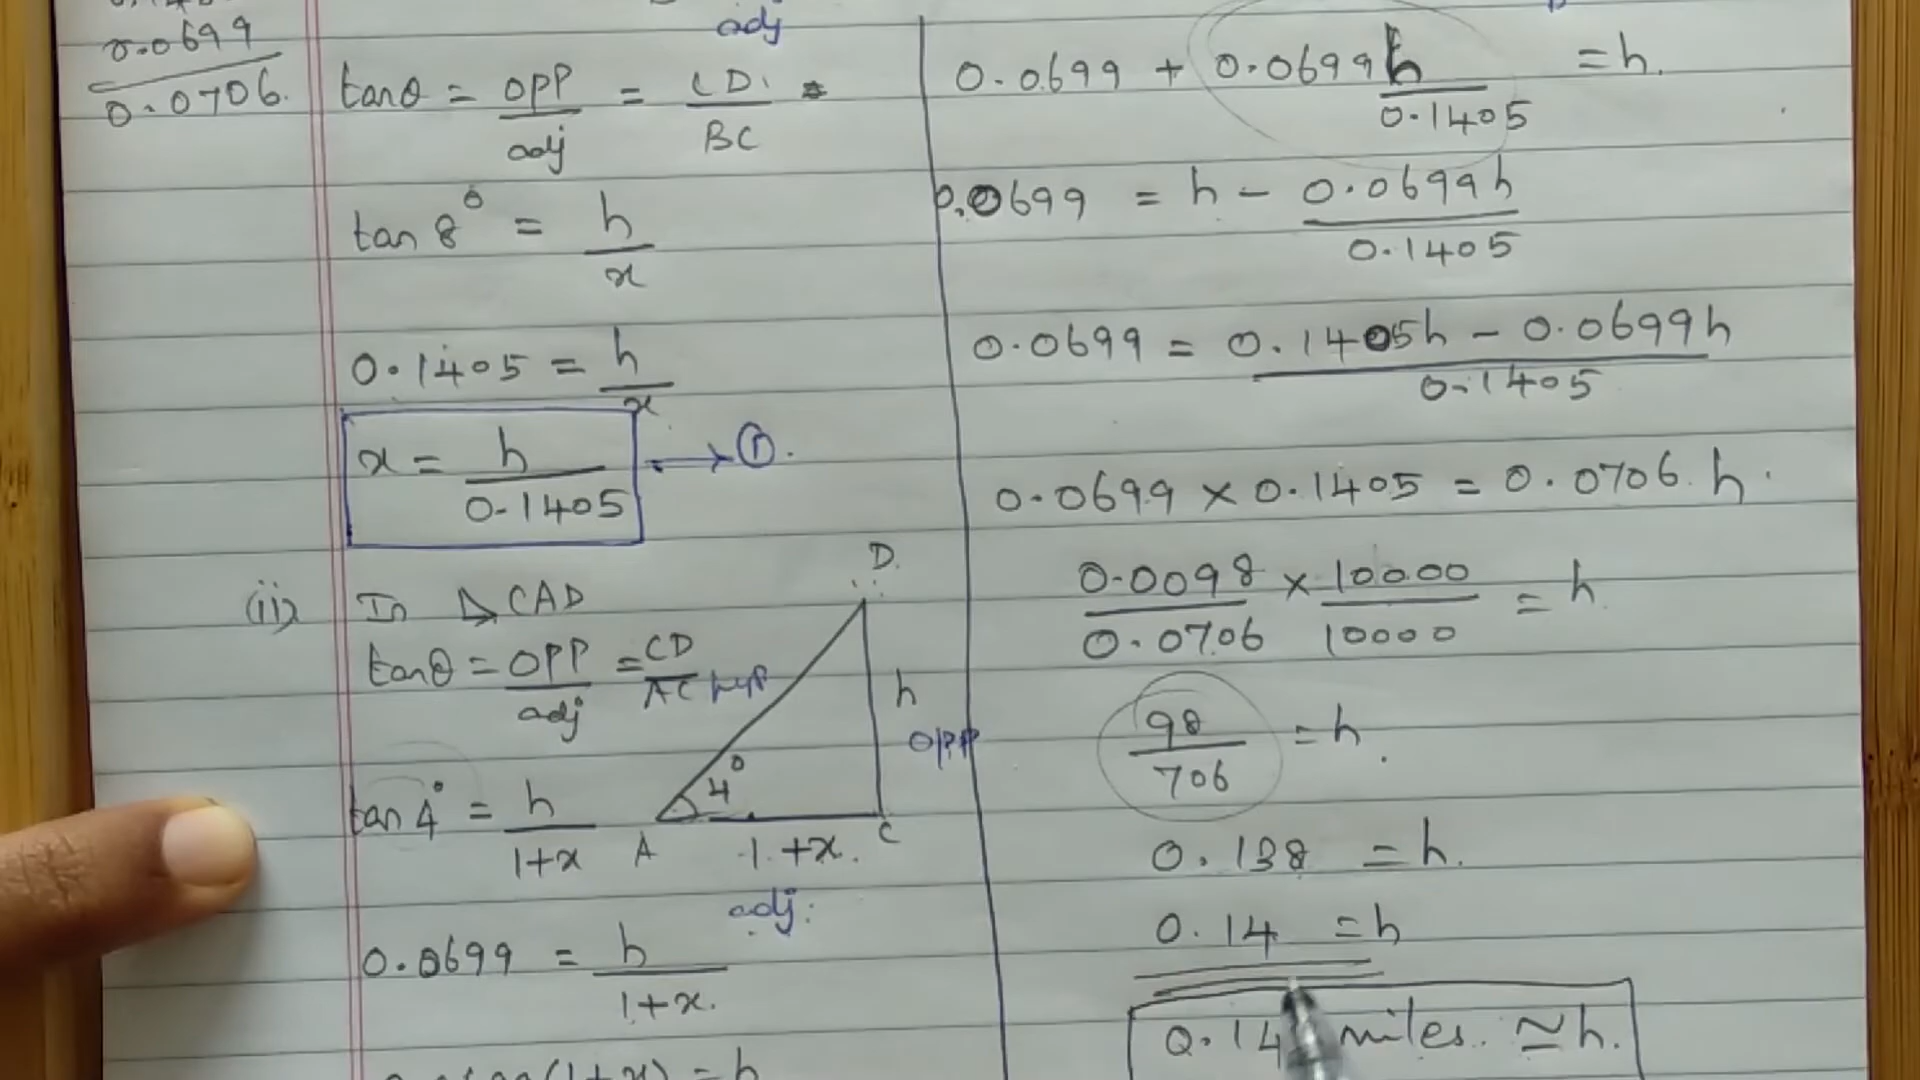 0.0699
0.0706.
adj
tanθ = opp/adj = CD/BC
tan 8° = h/x
0.1405 = h/x
x = h/0.1405 → ①.
(ii) In △CAD
tanθ = opp/adj = CD/AC
hyp
D.
h
opp
4°
A
1+x.
C
adj:
tan 4° = h/1+x
0.0699 = h/1+x.
0.0699(1+x) = h
0.0699 + 0.0699h/0.1405 = h.
0.0699 = h - 0.0699h/0.1405
0.0699 = 0.1405h - 0.0699h/0.1405
0.0699 x 0.1405 = 0.0706 h.
0.0098/0.0706 x 10000/10000 = h
98/706 = h.
0.138 = h.
0.14 = h
0.14 miles. ≃ h.